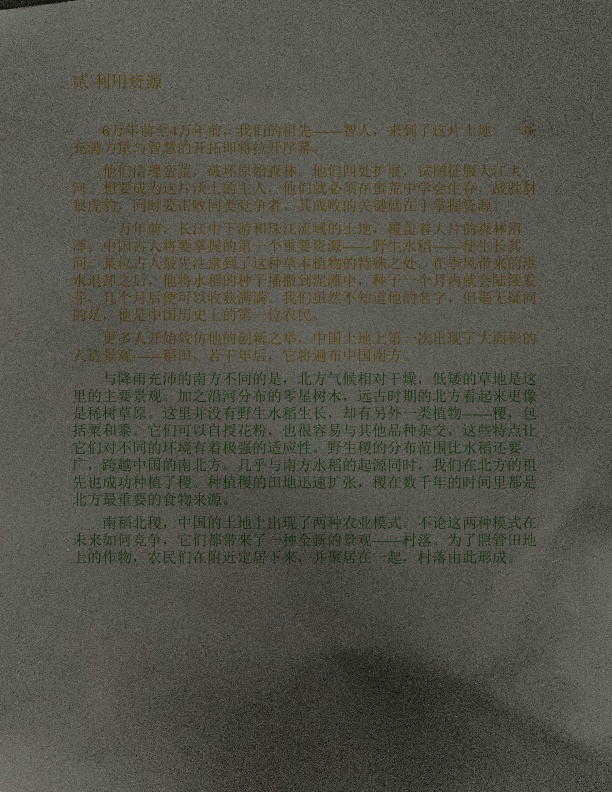 贰 利用资源
6万年前至4万年前，我们的祖先——智人，来到了这片土地。一场
充满力量与智慧的开拓即将拉开序幕。
他们清理蛮荒，破坏原始森林。他们四处扩展，试图征服大江大
河。想要成为这片沃土的主人，他们就必须在蛮荒中学会生存，战胜豺
狼虎豹，同时要击败同类竞争者。其成败的关键就在于掌握资源。
一万年前，长江中下游和珠江流域的土地，覆盖着大片的森林沼
泽。中国古人将要掌握的第一个重要资源——野生水稻——便生长其
间。某位古人最先注意到了这种草本植物的特殊之处。在季风带来的洪
水退却之后，他将水稻的种子播撒到泥滩中，种子一个月内就会陆续发
芽，几个月后便可以收获满满。我们虽然不知道他的名字，但毫无疑问
的是，他是中国历史上的第一位农民。
更多人开始效仿他的创新之举，中国土地上第一次出现了大面积的
人造景观——稻田。若干年后，它将遍布中国南方。
与降雨充沛的南方不同的是，北方气候相对干燥，低矮的草地是这
里的主要景观。加之沿河分布的零星树木，远古时期的北方看起来更像
是稀树草原。这里并没有野生水稻生长，却有另外一类植物——稷，包
括粟和黍。它们可以自授花粉，也很容易与其他品种杂交，这些特点让
它们对不同的环境有着极强的适应性。野生稷的分布范围比水稻还要
广，跨越中国的南北方。几乎与南方水稻的起源同时，我们在北方的祖
先也成功种植了稷。种植稷的田地迅速扩张，稷在数千年的时间里都是
北方最重要的食物来源。
南稻北稷，中国的土地上出现了两种农业模式。不论这两种模式在
未来如何竞争，它们都带来了一种全新的景观——村落。为了照管田地
上的作物，农民们在附近定居下来，并聚居在一起，村落由此形成。